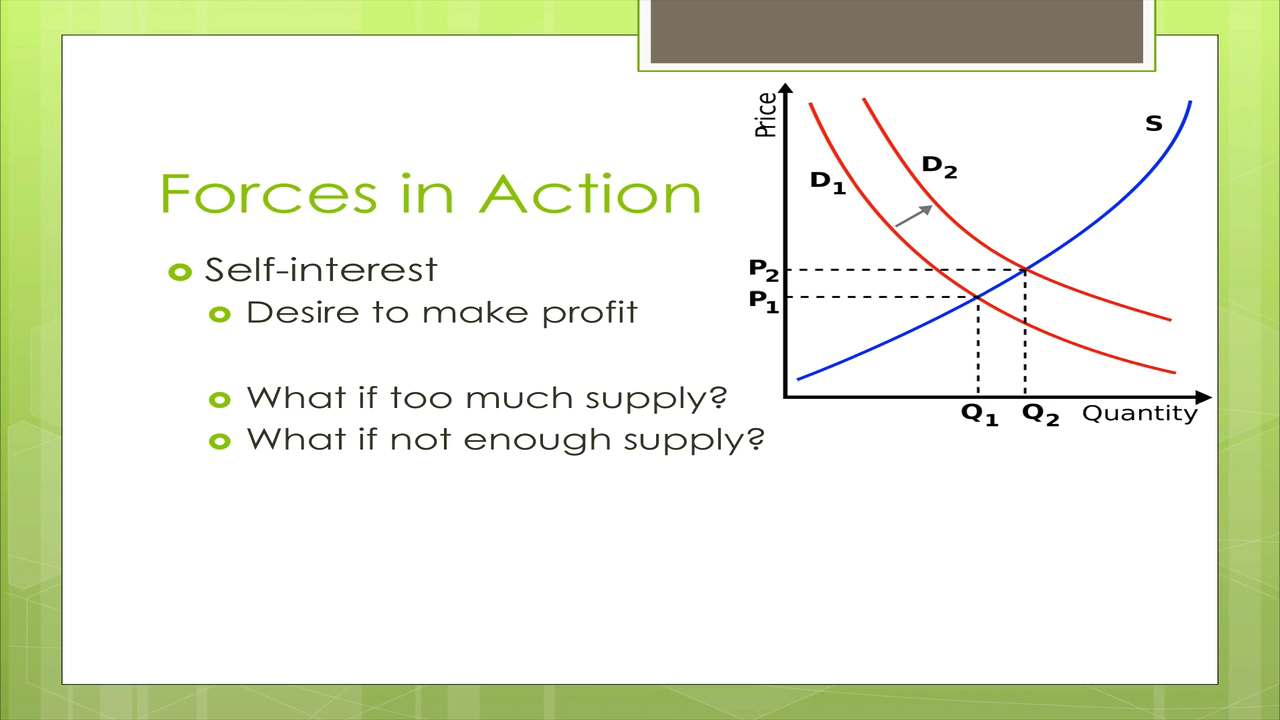 Forces in Action
Self-interest
Desire to make profit
What if too much supply?
What if not enough supply?
Price
S
D2
D1
P2
P1
Q1 Q2 Quantity